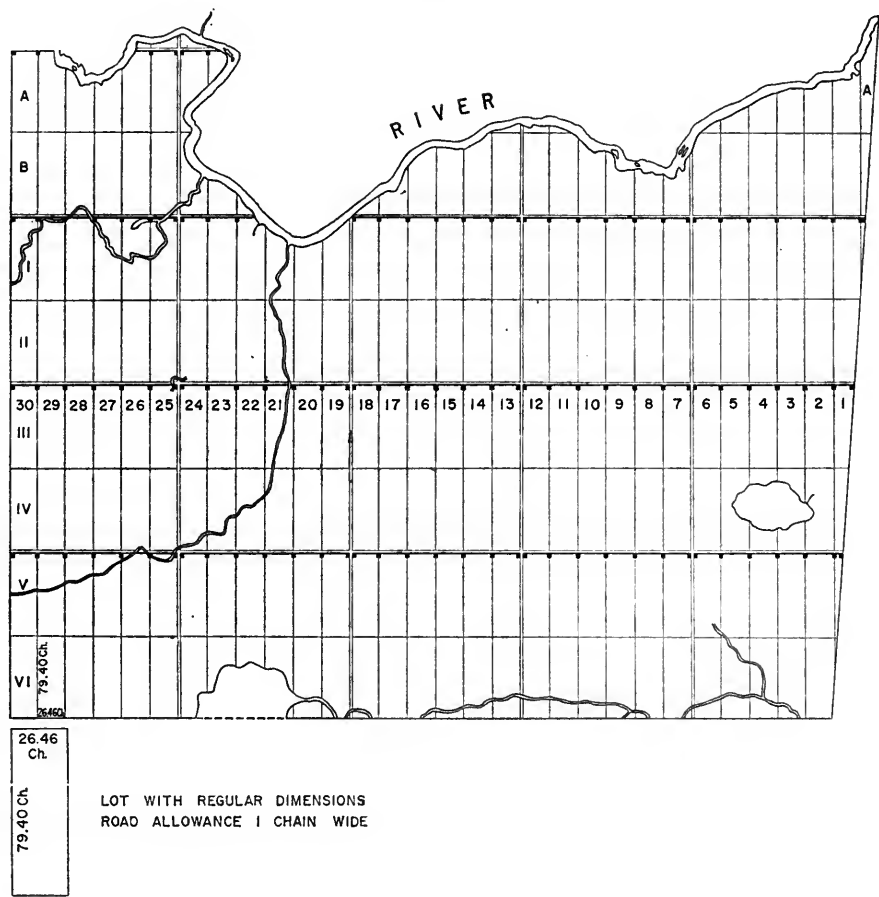 RIVER
A
A
B
I
II
30 29 28 27 26 25 24 23 22 21 20 19 18 17 16 15 14 13 12 11 10 9 8 7 6 5 4 3 2 1
III
IV
V
VI
79.40 Ch.
26.46
26.46
Ch.
79.40 Ch.
LOT WITH REGULAR DIMENSIONS
ROAD ALLOWANCE 1 CHAIN WIDE